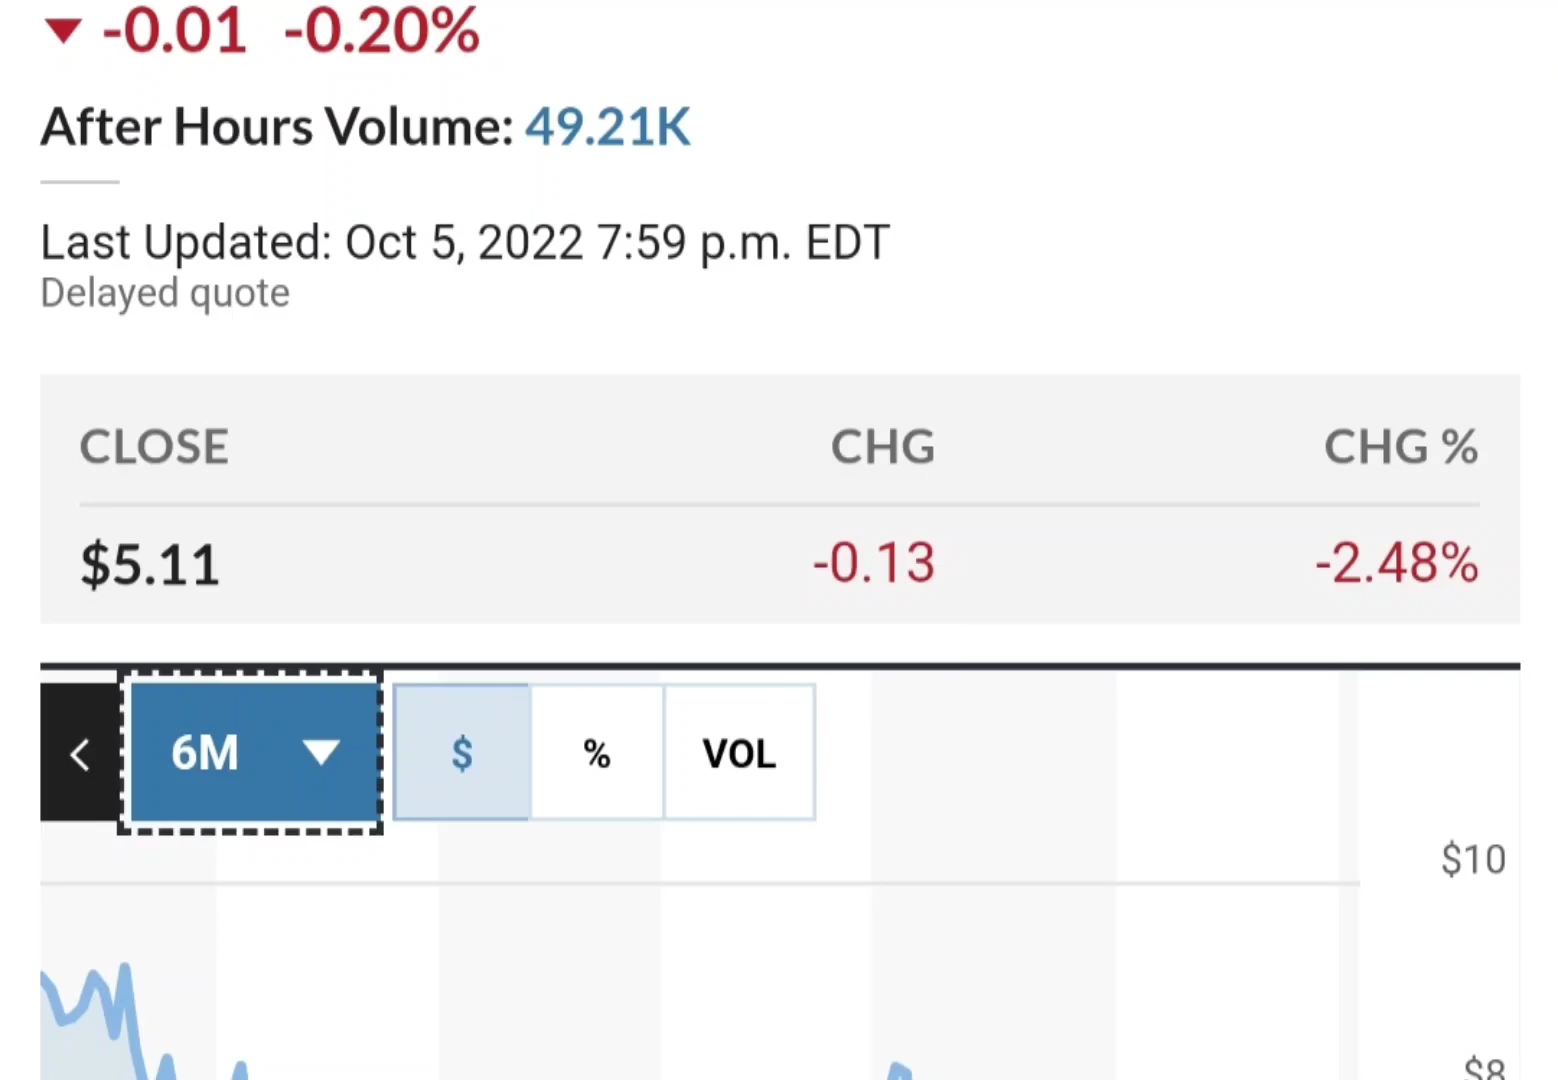 -0.01 -0.20%
After Hours Volume: 49.21K
Last Updated: Oct 5, 2022 7:59 p.m. EDT
Delayed quote
CLOSE CHG CHG %
$5.11 -0.13 -2.48%
6M $ % VOL
$10
$8